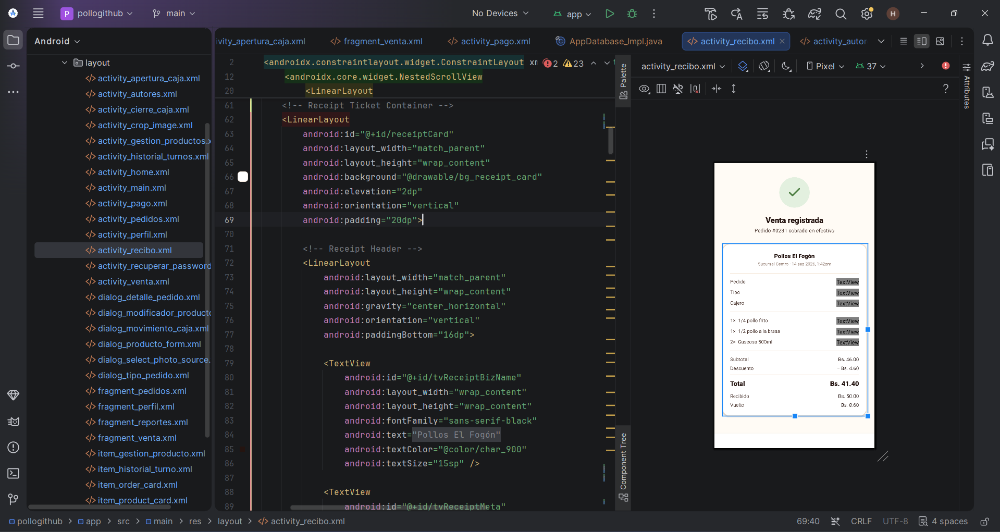 P pollogithub main No Devices app H
Android
ivity_apertura_caja.xml fragment_venta.xml activity_pago.xml AppDatabase_Impl.java activity_recibo.xml activity_autor
layout
activity_apertura_caja.xml
activity_autores.xml
activity_cierre_caja.xml
activity_crop_image.xml
activity_gestion_productos.x
activity_historial_turnos.xml
activity_home.xml
activity_main.xml
activity_pago.xml
activity_pedidos.xml
activity_perfil.xml
activity_recibo.xml
activity_recuperar_password
activity_venta.xml
dialog_detalle_pedido.xml
dialog_modificador_producto
dialog_movimiento_caja.xml
dialog_producto_form.xml
dialog_select_photo_source.
dialog_tipo_pedido.xml
fragment_pedidos.xml
fragment_perfil.xml
fragment_reportes.xml
fragment_venta.xml
item_gestion_producto.xml
item_historial_turno.xml
item_order_card.xml
item_product_card.xml
2 <androidx.constraintlayout.widget.ConstraintLayout xm 2 23
12 <androidx.core.widget.NestedScrollView
20 <LinearLayout
61 <!-- Receipt Ticket Container -->
62 <LinearLayout
63 android:id="@+id/receiptCard"
64 android:layout_width="match_parent"
65 android:layout_height="wrap_content"
66 android:background="@drawable/bg_receipt_card"
67 android:elevation="2dp"
68 android:orientation="vertical"
69 android:padding="20dp">
70
71 <!-- Receipt Header -->
72 <LinearLayout
73 android:layout_width="match_parent"
74 android:layout_height="wrap_content"
75 android:gravity="center_horizontal"
76 android:orientation="vertical"
77 android:paddingBottom="16dp">
78
79 <TextView
80 android:id="@+id/tvReceiptBizName"
81 android:layout_width="wrap_content"
82 android:layout_height="wrap_content"
83 android:fontFamily="sans-serif-black"
84 android:text="Pollos El Fogón"
85 android:textColor="@color/char_900"
86 android:textSize="15sp" />
87
88 <TextView
89 android:id="@+id/tvReceiptMeta"
Palette
Component Tree
activity_recibo.xml Pixel 37
?
Attributes
Venta registrada
Pedido #0231 cobrado en efectivo
Pollos El Fogón
Sucursal Centro · 14 sep 2026, 1:42pm
Pedido TextView
Tipo TextView
Cajero TextView
1× 1/4 pollo frito TextView
1× 1/2 pollo a la brasa TextView
2× Gaseosa 500ml TextView
Subtotal Bs. 46.00
Descuento − Bs. 4.60
Total Bs. 41.40
Recibido Bs. 50.00
Vuelto Bs. 8.60
pollogithub > app > src > main > res > layout > activity_recibo.xml 69:40 CRLF UTF-8 4 spaces